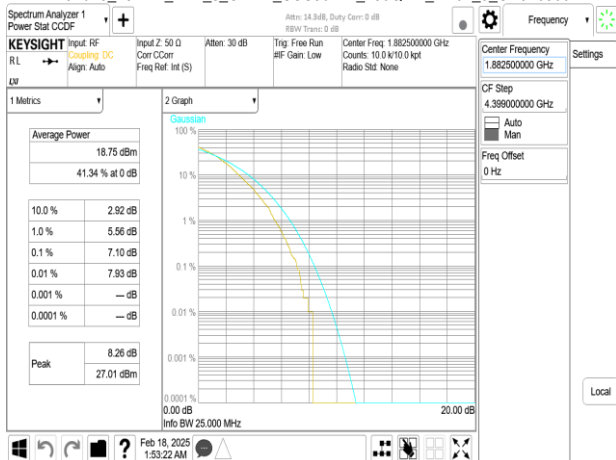 Spectrum Analyzer 1
Power Stat CCDF
Attn: 14.3dB, Duty Corr: 0 dB
RBW Trans: 0 dB
Frequency
KEYSIGHT
RL
LXI
Input: RF
Coupling: DC
Align: Auto
Input Z: 50 Ω
Corr CCorr
Freq Ref: Int (S)
Atten: 30 dB
Trig: Free Run
#IF Gain: Low
Center Freq: 1.882500000 GHz
Counts: 10.0 k/10.0 kpt
Radio Std: None
Center Frequency
1.882500000 GHz
Settings
CF Step
4.399000000 GHz
Auto
Man
Freq Offset
0 Hz
1 Metrics
Average Power
18.75 dBm
41.34 % at 0 dB
10.0 % 2.92 dB
1.0 % 5.56 dB
0.1 % 7.10 dB
0.01 % 7.93 dB
0.001 % --- dB
0.0001 % --- dB
Peak 8.26 dB
27.01 dBm
2 Graph
Gaussian
100 %
10 %
1 %
0.1 %
0.01 %
0.001 %
0.0001 %
0.00 dB 20.00 dB
Info BW 25.000 MHz
Local
Feb 18, 2025
1:53:22 AM